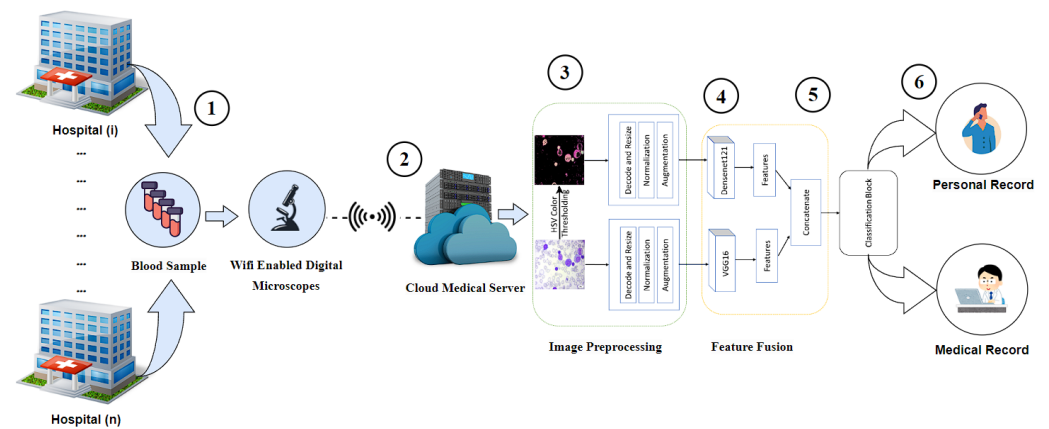 Hospital (i)
...
...
...
...
...
Hospital (n)
1
Blood Sample
Wifi Enabled Digital
Microscopes
2
Cloud Medical Server
3
HSV Color
Thresholding
Decode and Resize
Normalization
Augmentation
Decode and Resize
Normalization
Augmentation
Image Preprocessing
4
Densenet121
Features
VGG16
Features
5
Concatenate
Feature Fusion
Classification Block
6
Personal Record
Medical Record